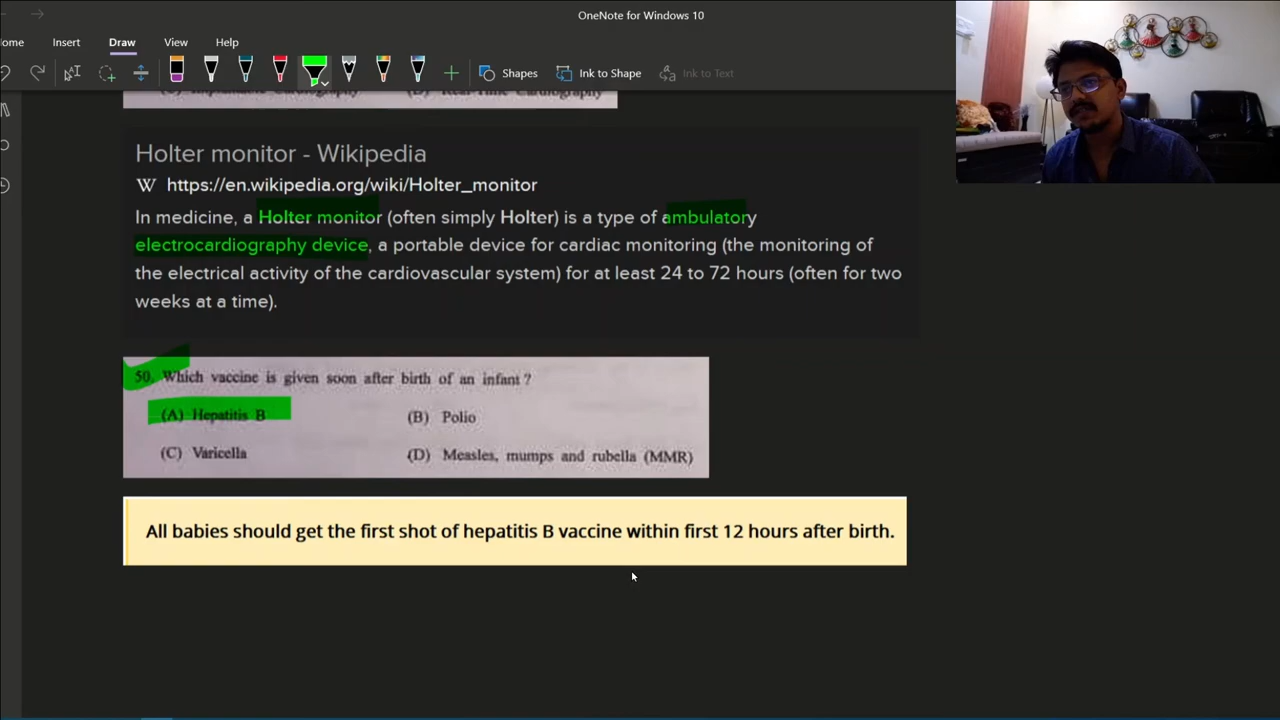 OneNote for Windows 10
ome Insert Draw View Help
Shapes Ink to Shape Ink to Text
Holter monitor - Wikipedia
W https://en.wikipedia.org/wiki/Holter_monitor
In medicine, a Holter monitor (often simply Holter) is a type of ambulatory
electrocardiography device, a portable device for cardiac monitoring (the monitoring of
the electrical activity of the cardiovascular system) for at least 24 to 72 hours (often for two
weeks at a time).
50. Which vaccine is given soon after birth of an infant ?
(A) Hepatitis B (B) Polio
(C) Varicella (D) Measles, mumps and rubella (MMR)
All babies should get the first shot of hepatitis B vaccine within first 12 hours after birth.